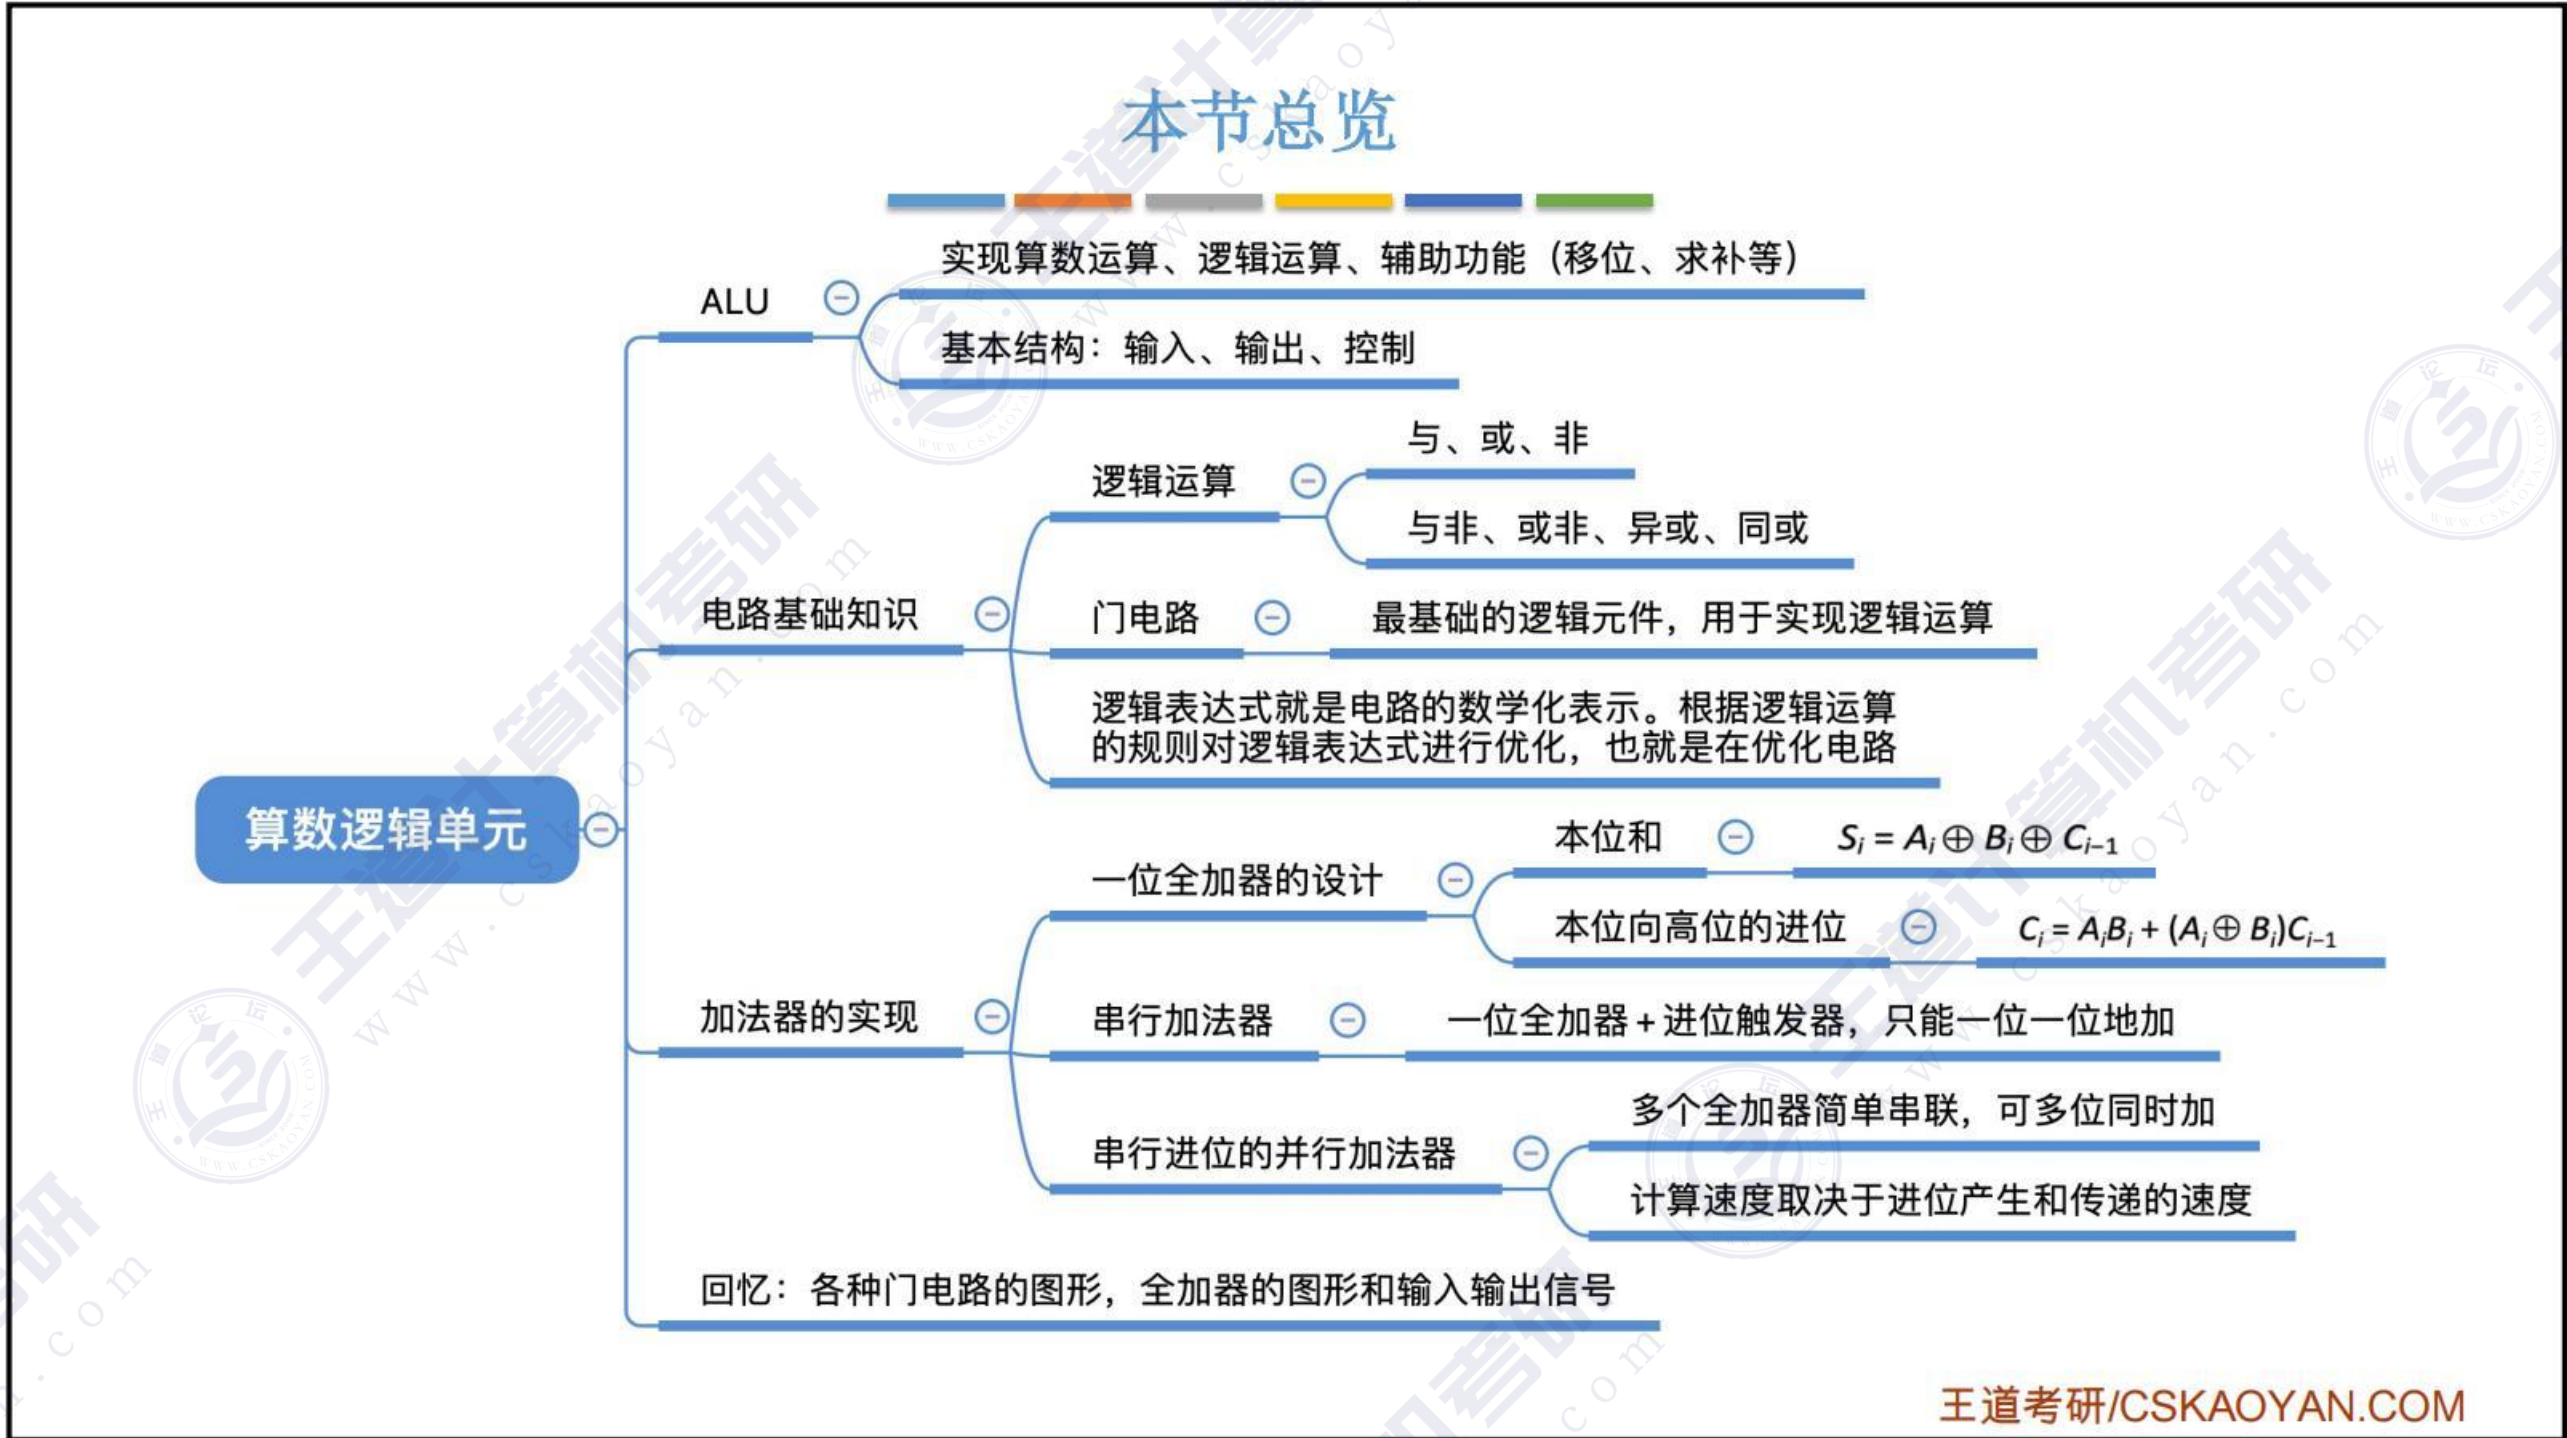 本节总览
实现算数运算、逻辑运算、辅助功能（移位、求补等）
ALU
基本结构：输入、输出、控制
与、或、非
逻辑运算
与非、或非、异或、同或
电路基础知识
门电路
最基础的逻辑元件，用于实现逻辑运算
逻辑表达式就是电路的数学化表示。根据逻辑运算
的规则对逻辑表达式进行优化，也就是在优化电路
算数逻辑单元
本位和
Sᵢ = Aᵢ ⊕ Bᵢ ⊕ Cᵢ₋₁
一位全加器的设计
本位向高位的进位
Cᵢ = AᵢBᵢ + (Aᵢ ⊕ Bᵢ)Cᵢ₋₁
加法器的实现
串行加法器
一位全加器 + 进位触发器，只能一位一位地加
多个全加器简单串联，可多位同时加
串行进位的并行加法器
计算速度取决于进位产生和传递的速度
回忆：各种门电路的图形，全加器的图形和输入输出信号
王道考研/CSKAOYAN.COM
王道计算机考研
www.cskaoyan.com